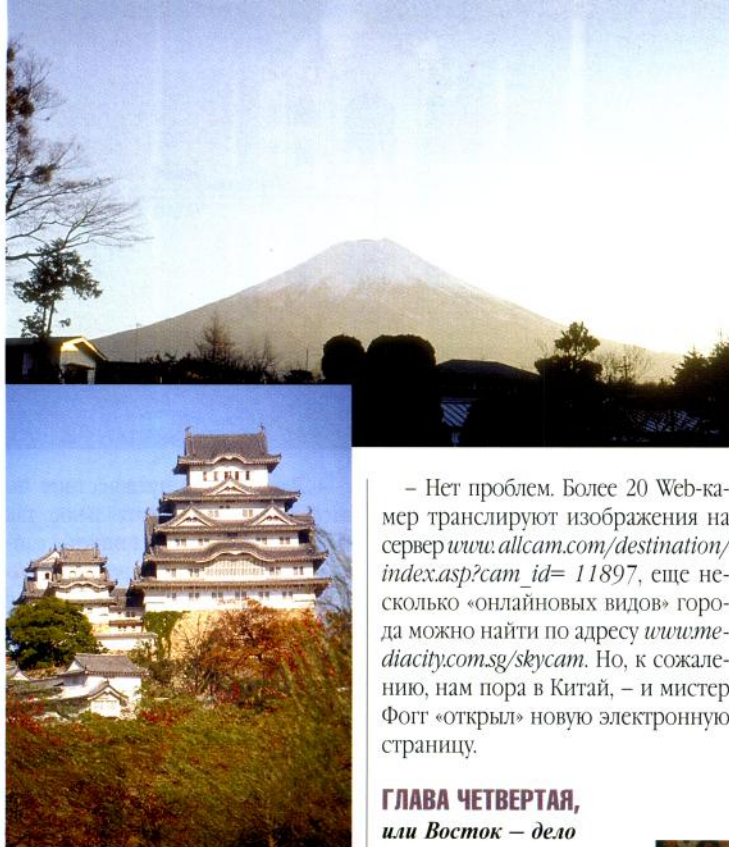 – Нет проблем. Более 20 Web-ка-
мер транслируют изображения на
сервер www.allcam.com/destination/
index.asp?cam_id= 11897, еще не-
сколько «онлайновых видов» горо-
да можно найти по адресу www.me-
diacity.com.sg/skycam. Но, к сожале-
нию, нам пора в Китай, – и мистер
Фогг «открыл» новую электронную
страницу.
ГЛАВА ЧЕТВЕРТАЯ,
или Восток – дело